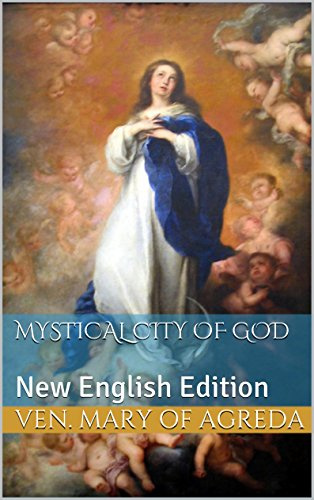 MYSTICAL CITY OF GOD
New English Edition
VEN. MARY OF AGREDA